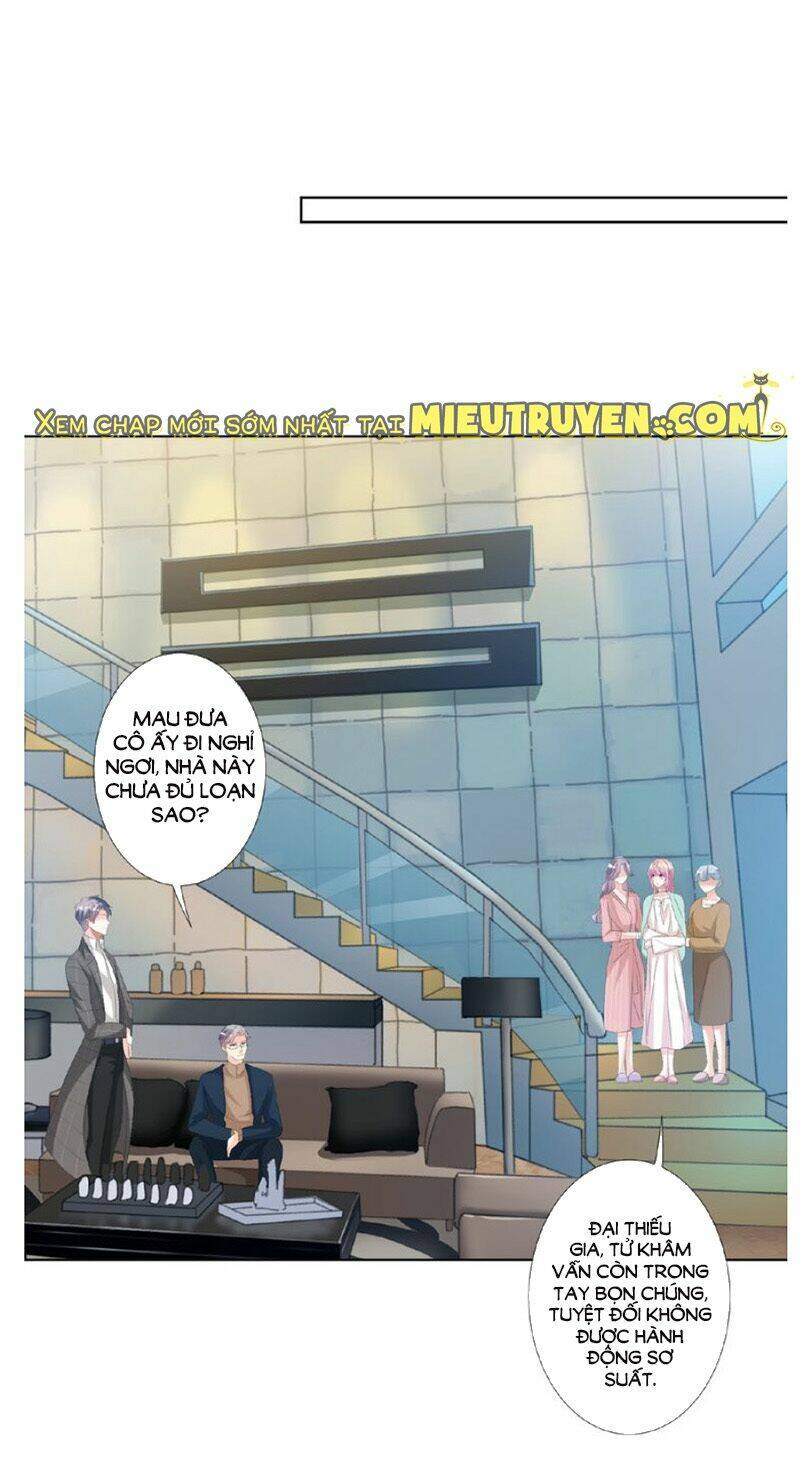 XEM CHAP MỚI SỚM NHẤT TẠI MIEUTRUYEN.COM
MAU ĐƯA
CÔ ẤY ĐI NGHỈ
NGƠI, NHÀ NÀY
CHƯA ĐỦ LOẠN
SAO?
ĐẠI THIẾU
GIA, TỬ KHÂM
VẪN CÒN TRONG
TAY BỌN CHÚNG,
TUYỆT ĐỐI KHÔNG
ĐƯỢC HÀNH
ĐỘNG SƠ
SUẤT.